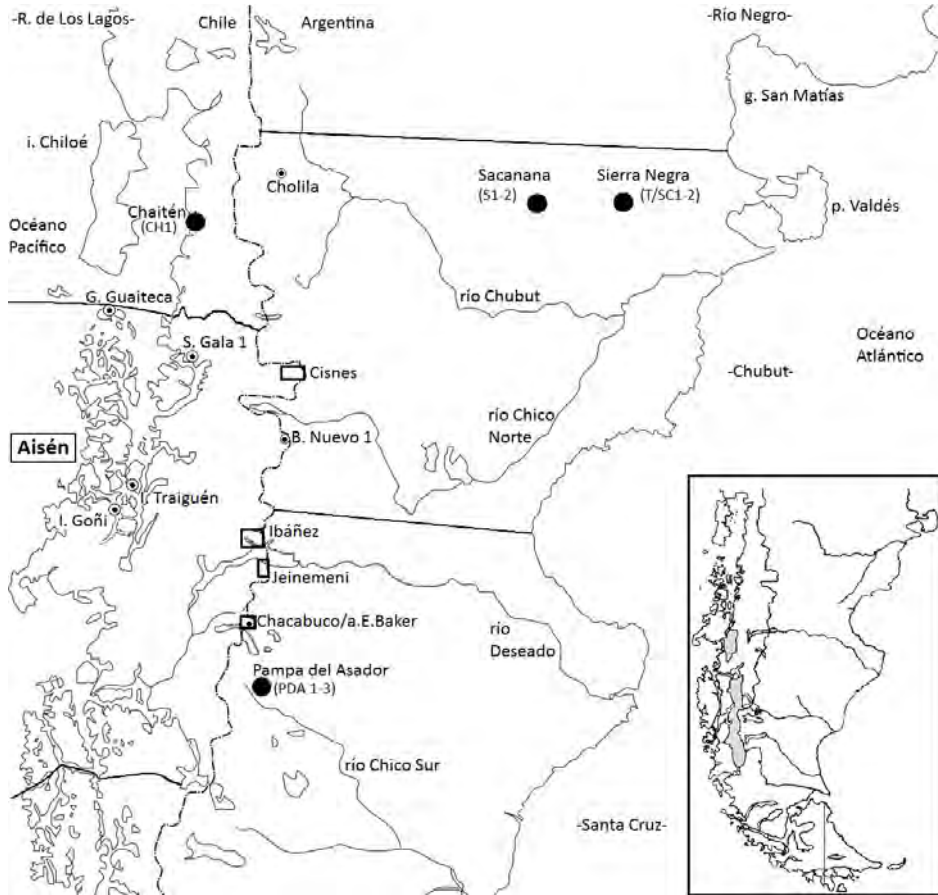 -R. de Los Lagos-
Chile
Argentina
-Río Negro-
g. San Matías
i. Chiloé
Cholila
Sacanana
(S1-2)
Sierra Negra
(T/SC1-2)
p. Valdés
Chaitén
(CH1)
Océano
Pacífico
G. Guaiteca
río Chubut
S. Gala 1
Océano
Atlántico
Cisnes
-Chubut-
río Chico
Norte
B. Nuevo 1
Aisén
I. Traiguén
I. Goñi
Ibáñez
Jeinemeni
Chacabuco/a.E.Baker
rio
Deseado
Pampa del Asador
(PDA 1-3)
río Chico Sur
-Santa Cruz-